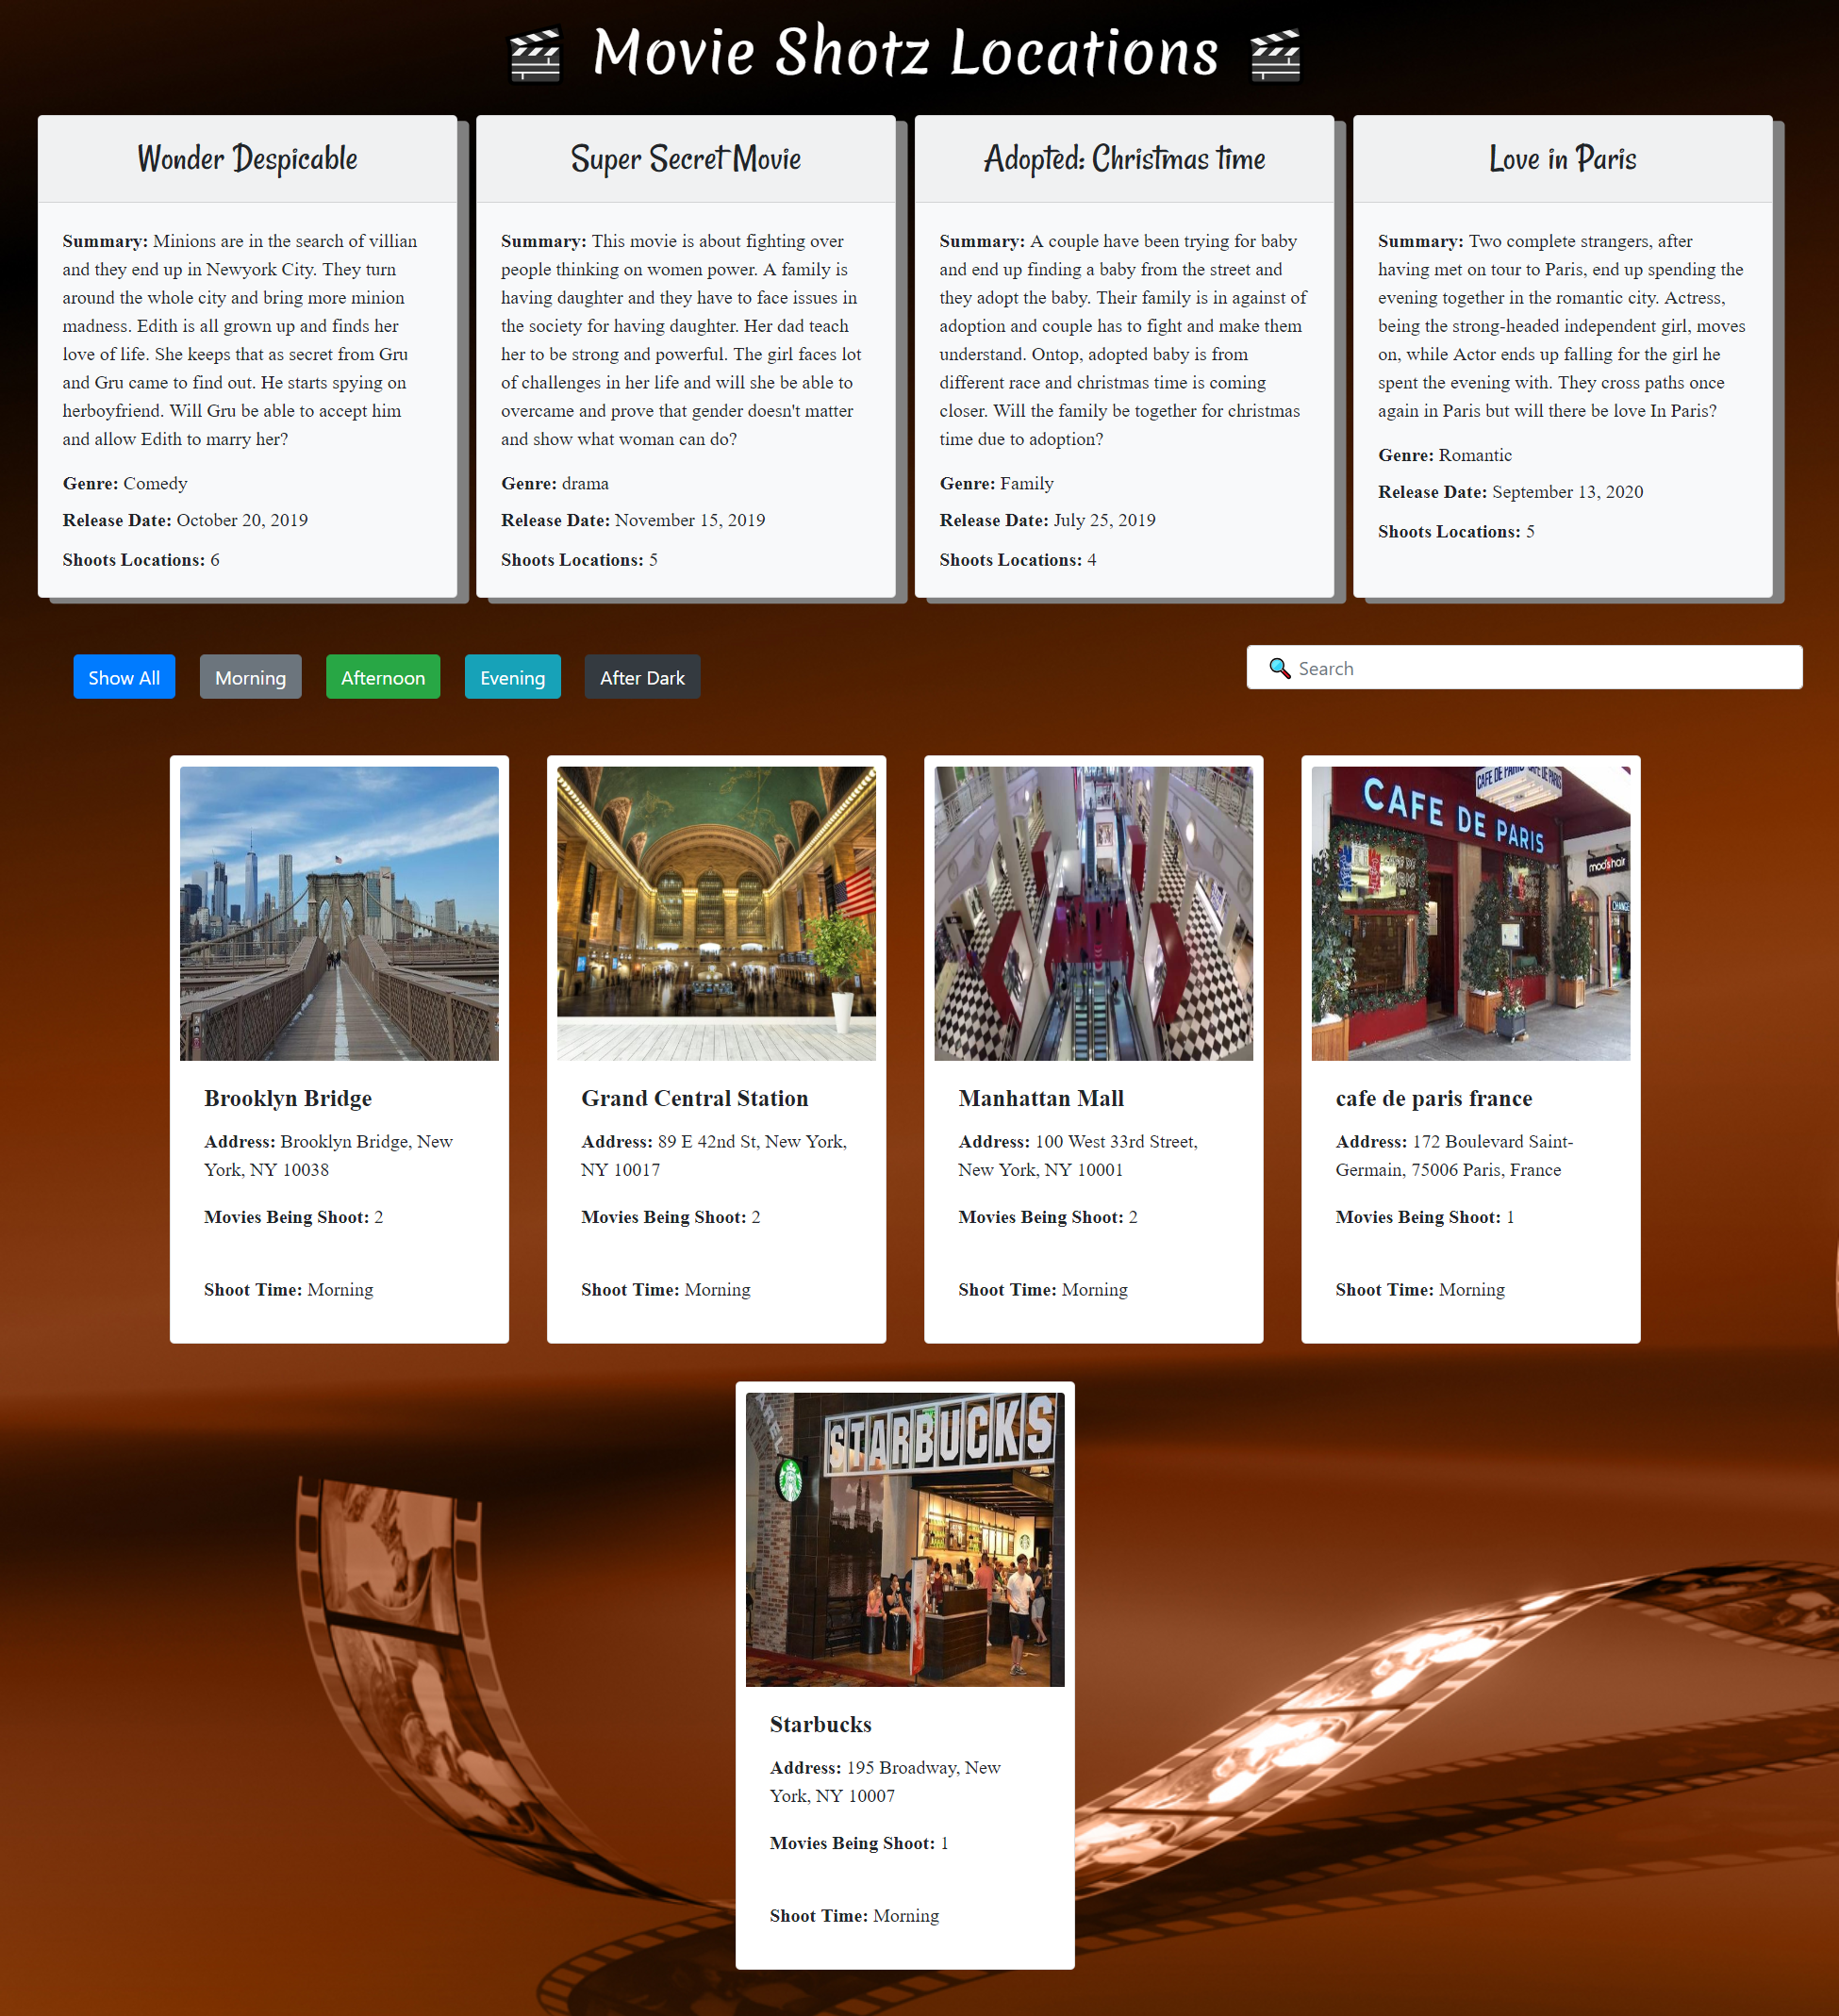 Movie Shotz Locations
Wonder Despicable
Summary: Minions are in the search of villian
and they end up in Newyork City. They turn
around the whole city and bring more minion
madness. Edith is all grown up and finds her
love of life. She keeps that as secret from Gru
and Gru came to find out. He starts spying on
herboyfriend. Will Gru be able to accept him
and allow Edith to marry her?
Genre: Comedy
Release Date: October 20, 2019
Shoots Locations: 6
Super Secret Movie
Summary: This movie is about fighting over
people thinking on women power. A family is
having daughter and they have to face issues in
the society for having daughter. Her dad teach
her to be strong and powerful. The girl faces lot
of challenges in her life and will she be able to
overcame and prove that gender doesn't matter
and show what woman can do?
Genre: drama
Release Date: November 15, 2019
Shoots Locations: 5
Adopted: Christmas time
Summary: A couple have been trying for baby
and end up finding a baby from the street and
they adopt the baby. Their family is in against of
adoption and couple has to fight and make them
understand. Ontop, adopted baby is from
different race and christmas time is coming
closer. Will the family be together for christmas
time due to adoption?
Genre: Family
Release Date: July 25, 2019
Shoots Locations: 4
Love in Paris
Summary: Two complete strangers, after
having met on tour to Paris, end up spending the
evening together in the romantic city. Actress,
being the strong-headed independent girl, moves
on, while Actor ends up falling for the girl he
spent the evening with. They cross paths once
again in Paris but will there be love In Paris?
Genre: Romantic
Release Date: September 13, 2020
Shoots Locations: 5
Show All Morning Afternoon Evening After Dark
Search
CAFE DE PARIS
CAFE DE PARIS
mod's hair
CHANGE
Brooklyn Bridge
Address: Brooklyn Bridge, New
York, NY 10038
Movies Being Shoot: 2
Shoot Time: Morning
Grand Central Station
Address: 89 E 42nd St, New York,
NY 10017
Movies Being Shoot: 2
Shoot Time: Morning
Manhattan Mall
Address: 100 West 33rd Street,
New York, NY 10001
Movies Being Shoot: 2
Shoot Time: Morning
cafe de paris france
Address: 172 Boulevard Saint-
Germain, 75006 Paris, France
Movies Being Shoot: 1
Shoot Time: Morning
STARBUCKS
Starbucks
Address: 195 Broadway, New
York, NY 10007
Movies Being Shoot: 1
Shoot Time: Morning